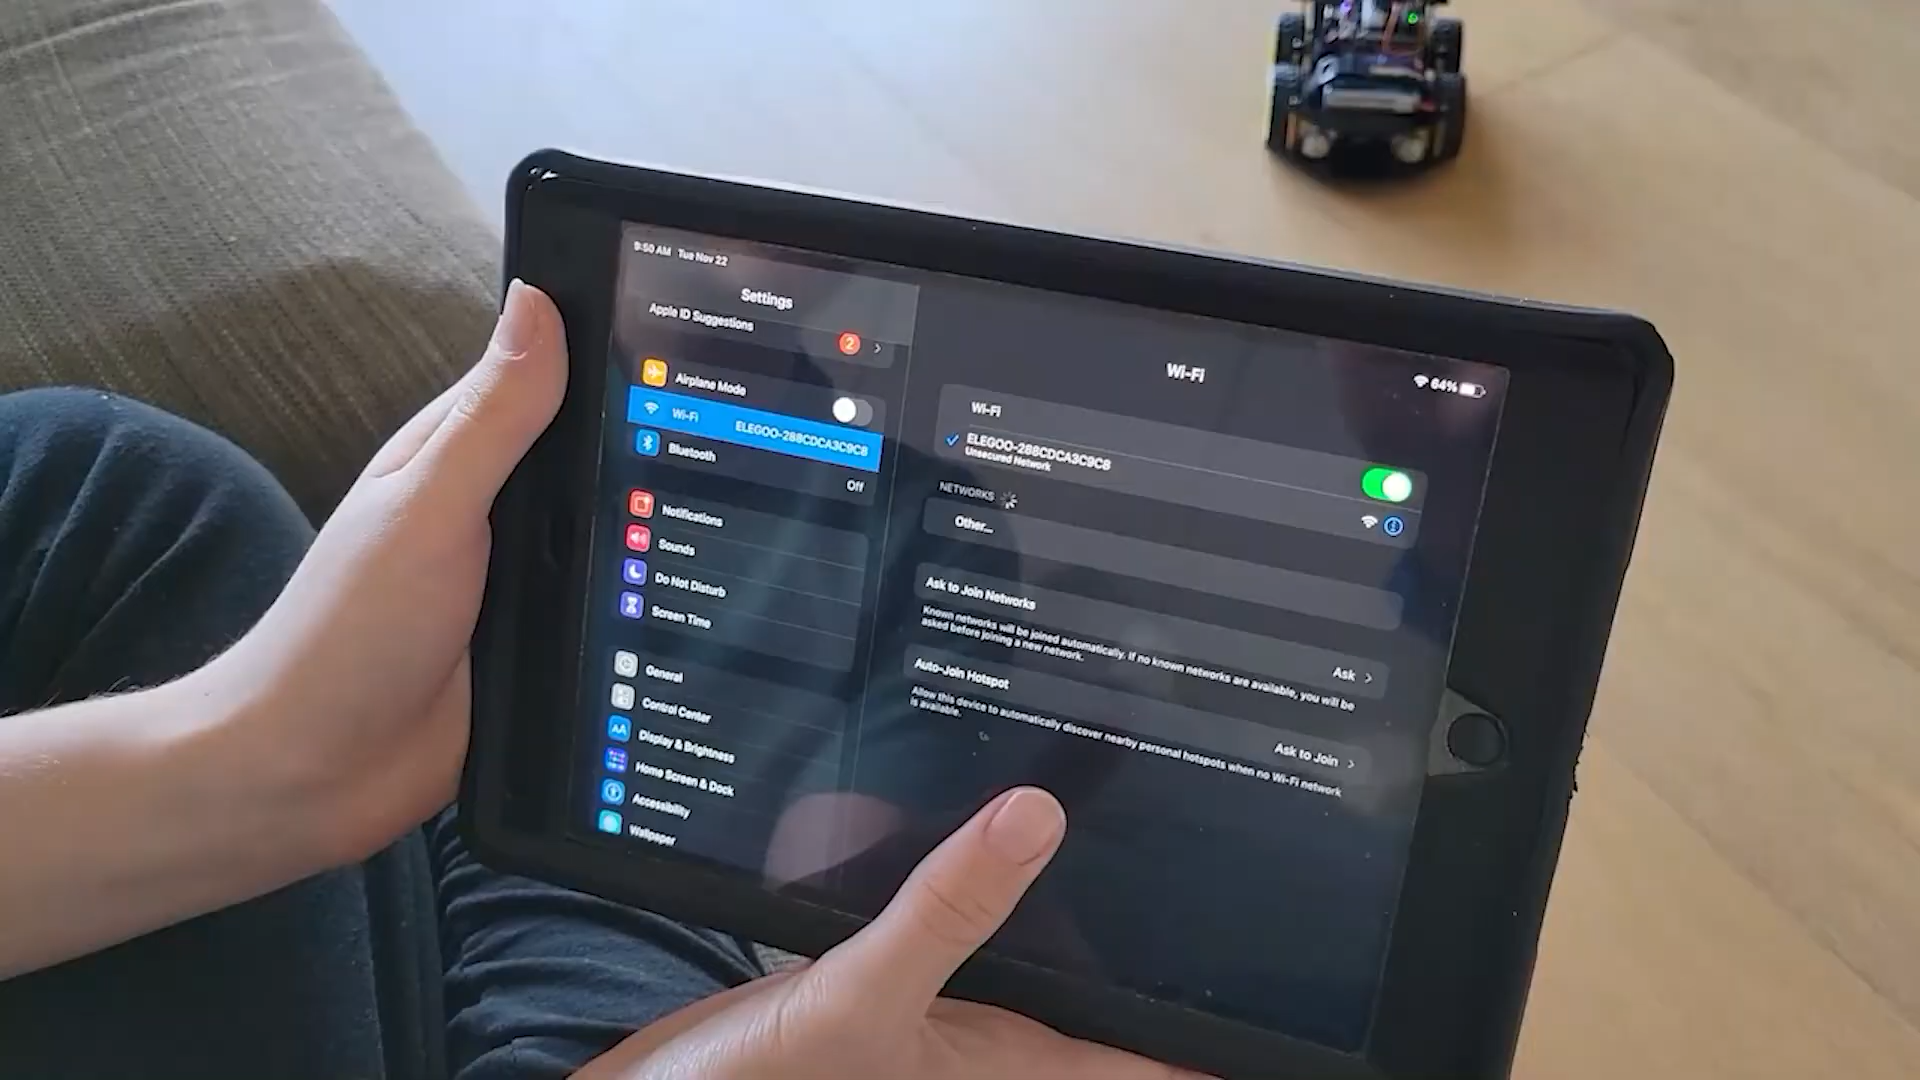 9:50 AM Tue Nov 22
Settings
Apple ID Suggestions
2
Airplane Mode
Wi-Fi ELEGOO-288CDCA3C9C8
Bluetooth
Off
Notifications
Sounds
Do Not Disturb
Screen Time
General
Control Center
AA Display & Brightness
Home Screen & Dock
Accessibility
Wallpaper
Wi-Fi
64%
Wi-Fi
ELEGOO-288CDCA3C9C8
Unsecured Network
NETWORKS
Other...
Ask to Join Networks
Ask
Known networks will be joined automatically. If no known networks are available, you will be
asked before joining a new network.
Auto-Join Hotspot
Ask to Join
Allow this device to automatically discover nearby personal hotspots when no Wi-Fi network
is available.